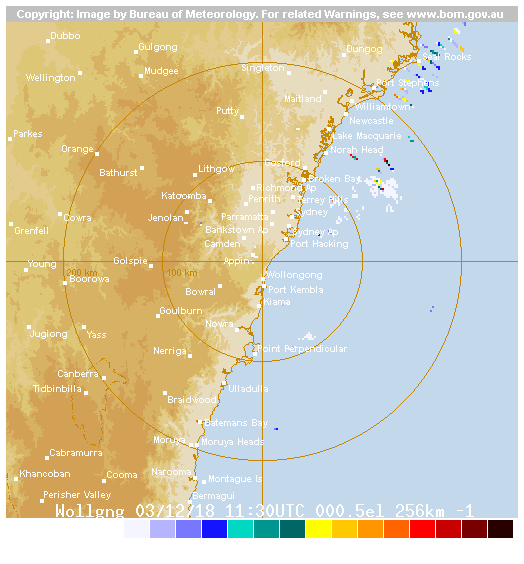 Copyright: Image by Bureau of Meteorology. For related Warnings, see www.bom.gov.au
Dubbo
Gulgong
Dungog
Seal Rocks
Wellington
Mudgee
Singleton
Port Stephens
Maitland
Williamtown
Putty
Newcastle
Parkes
Lake Macquarie
Orange
Norah Head
Bathurst
Lithgow
Gosford
Broken Bay
Richmond Ap
Katoomba
Penrith
Terrey Hills
Cowra
Jenolan
Parramatta
Sydney
Grenfell
Bankstown Ap
Sydney Ap
Camden
Port Hacking
Young
Golspie
Appin
200 km
100 km
Wollongong
Boorowa
Bowral
Port Kembla
Kiama
Goulburn
Nowra
Jugiong
Yass
Nerriga
Point Perpendicular
Canberra
Tidbinbilla
Ulladulla
Braidwood
Batemans Bay
Moruya
Moruya Heads
Cabramurra
Khancoban
Cooma
Narooma
Montague Is
Perisher Valley
Bermagui
Wollgng 03/12/18 11:30UTC 000.5el 256km -1